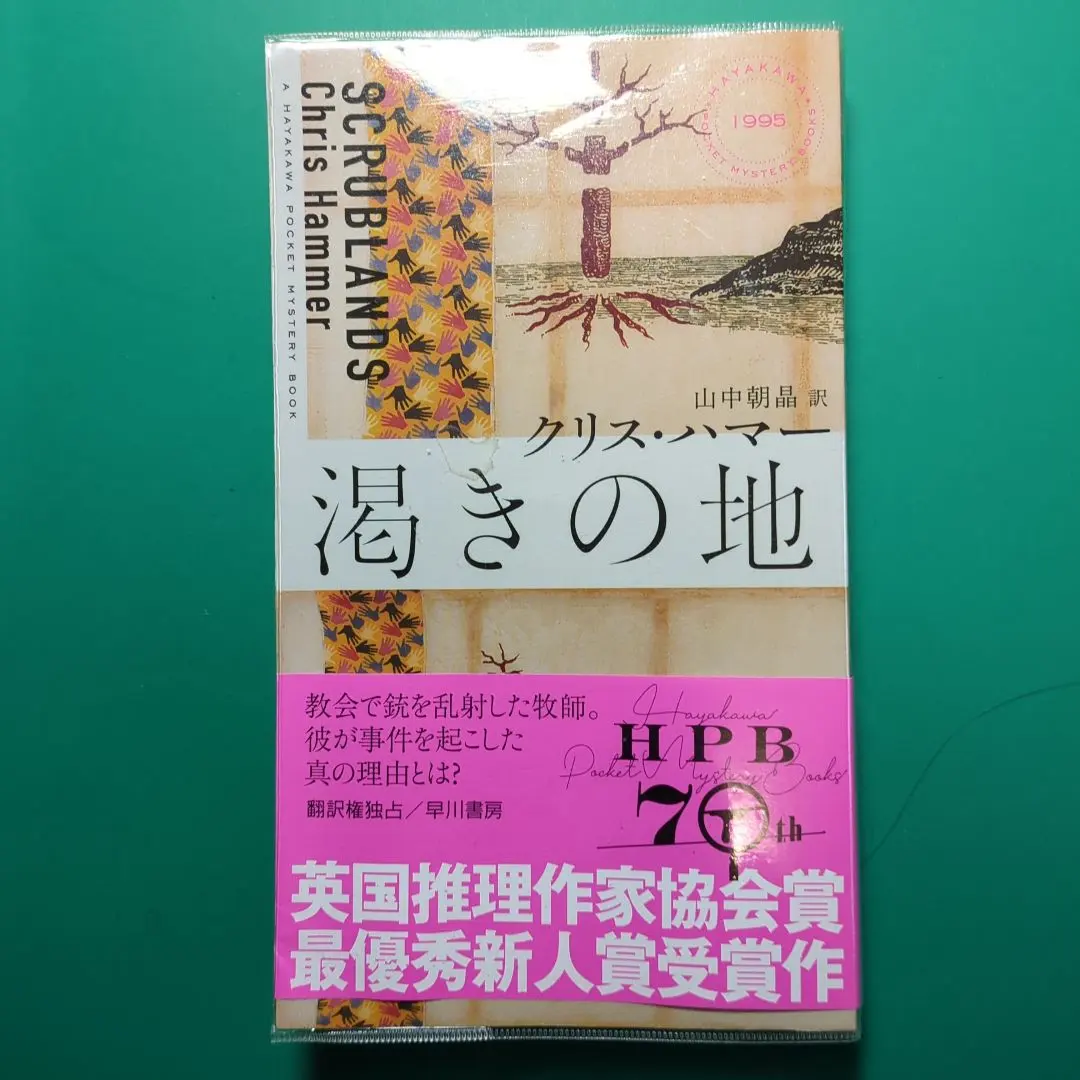 SCRUBLANDS
Chris Hammer
A HAYAKAWA POCKET MYSTERY BOOK
HAYAKAWA
1995
POCKET MYSTERY BOOKS
山中朝晶 訳
クリス・ハマー
渇きの地
教会で銃を乱射した牧師。
彼が事件を起こした
真の理由とは?
翻訳権独占/早川書房
Hayakawa
HPB
Pocket Mystery Books
70th
英国推理作家協会賞
最優秀新人賞受賞作